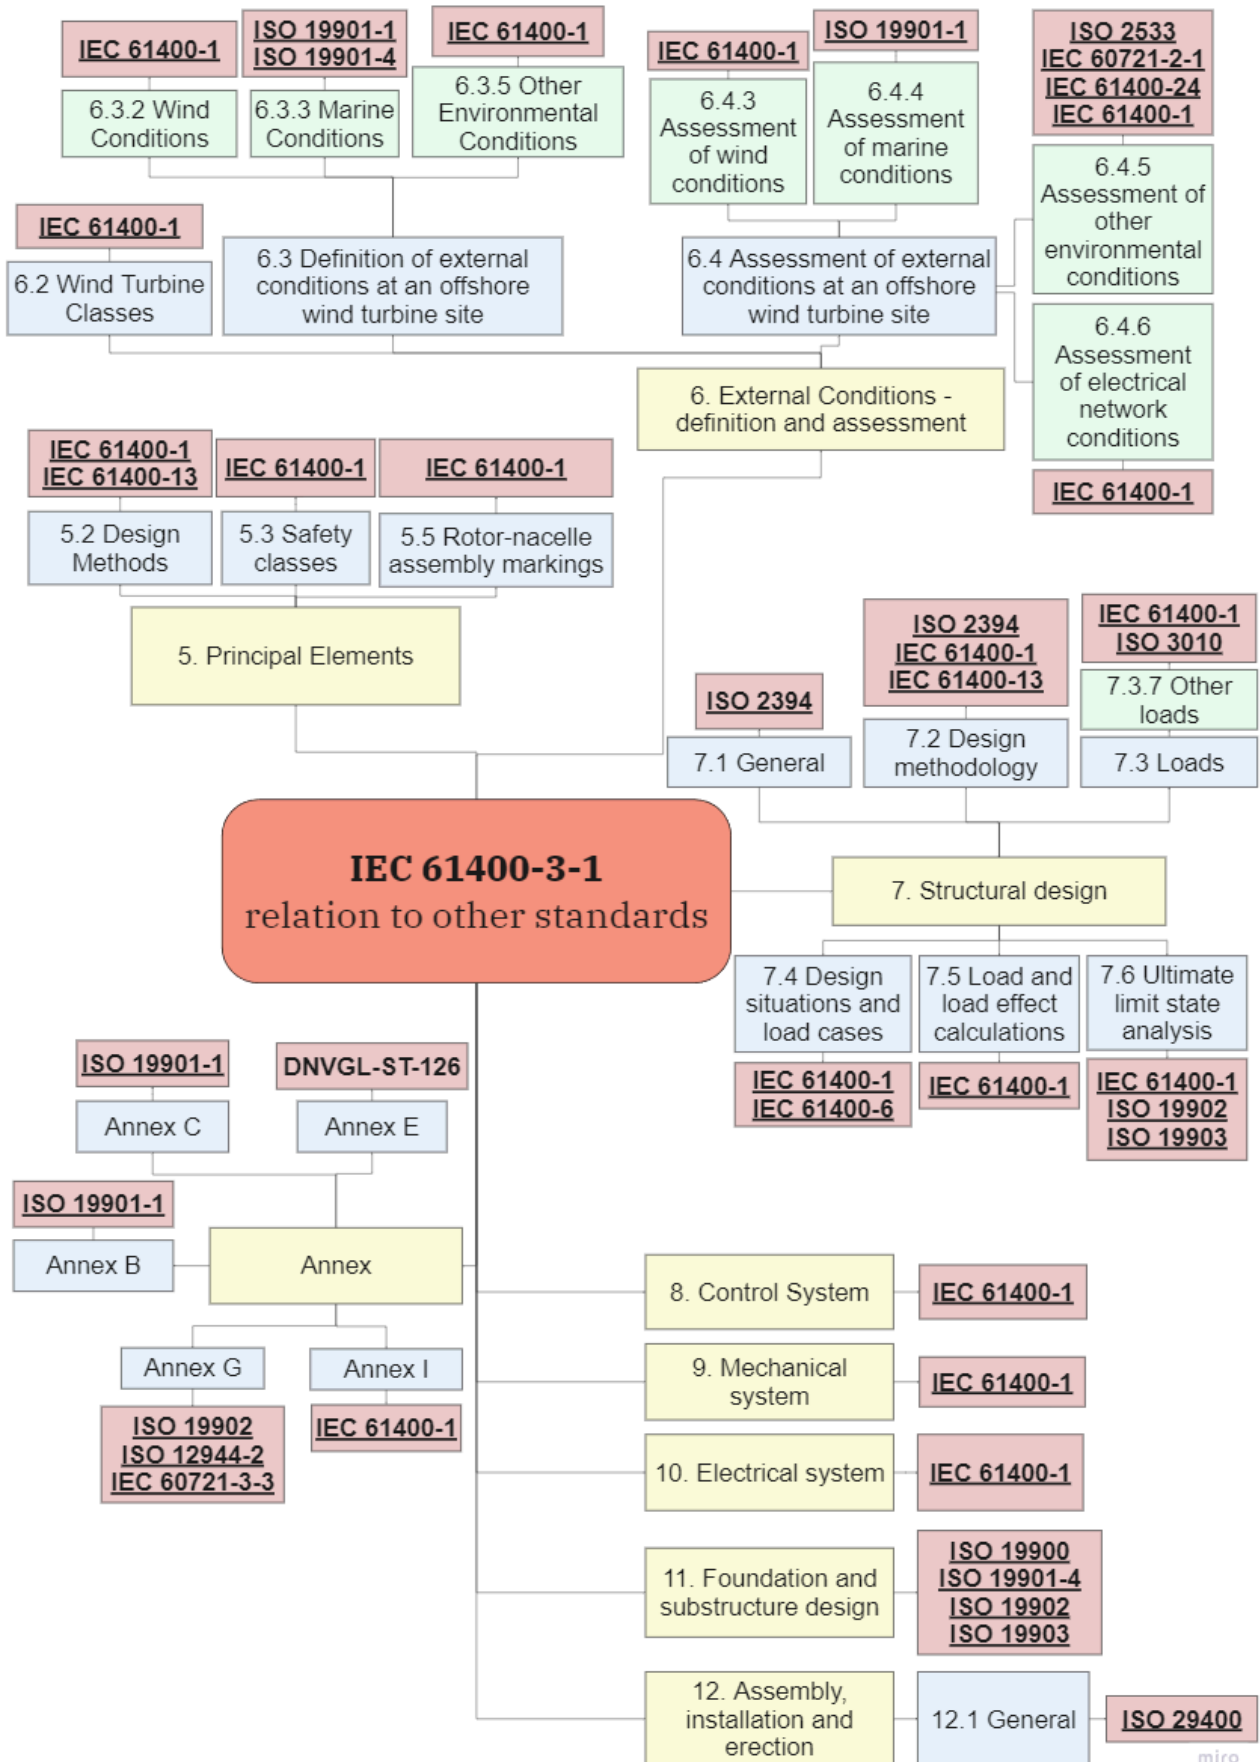 IEC 61400-1
6.3.2 Wind
Conditions
ISO 19901-1
ISO 19901-4
6.3.3 Marine
Conditions
IEC 61400-1
6.3.5 Other
Environmental
Conditions
IEC 61400-1
6.4.3
Assessment
of wind
conditions
ISO 19901-1
6.4.4
Assessment
of marine
conditions
ISO 2533
IEC 60721-2-1
IEC 61400-24
IEC 61400-1
6.4.5
Assessment of
other
environmental
conditions
IEC 61400-1
6.2 Wind Turbine
Classes
6.3 Definition of external
conditions at an offshore
wind turbine site
6.4 Assessment of external
conditions at an offshore
wind turbine site
6.4.6
Assessment
of electrical
network
conditions
IEC 61400-1
6. External Conditions -
definition and assessment
IEC 61400-1
IEC 61400-13
5.2 Design
Methods
IEC 61400-1
5.3 Safety
classes
IEC 61400-1
5.5 Rotor-nacelle
assembly markings
5. Principal Elements
ISO 2394
7.1 General
ISO 2394
IEC 61400-1
IEC 61400-13
7.2 Design
methodology
IEC 61400-1
ISO 3010
7.3.7 Other
loads
7.3 Loads
IEC 61400-3-1
relation to other standards
7. Structural design
7.4 Design
situations and
load cases
IEC 61400-1
IEC 61400-6
7.5 Load and
load effect
calculations
IEC 61400-1
7.6 Ultimate
limit state
analysis
IEC 61400-1
ISO 19902
ISO 19903
ISO 19901-1
Annex C
DNVGL-ST-126
Annex E
ISO 19901-1
Annex B
Annex
Annex G
ISO 19902
ISO 12944-2
IEC 60721-3-3
Annex I
IEC 61400-1
8. Control System
IEC 61400-1
9. Mechanical
system
IEC 61400-1
10. Electrical system
IEC 61400-1
11. Foundation and
substructure design
ISO 19900
ISO 19901-4
ISO 19902
ISO 19903
12. Assembly,
installation and
erection
12.1 General
ISO 29400
miro